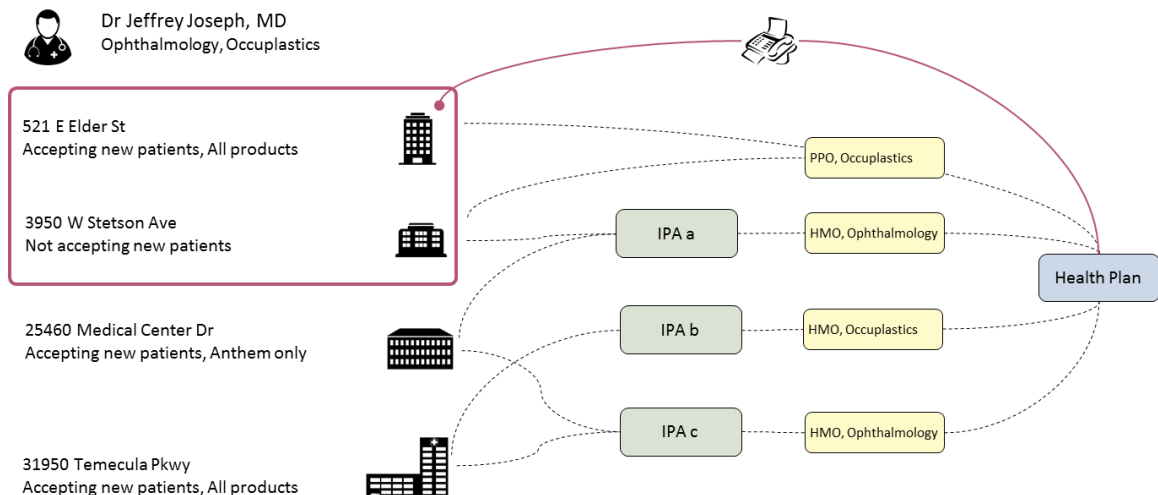 Dr Jeffrey Joseph, MD
Ophthalmology, Occuplastics
521 E Elder St
Accepting new patients, All products
3950 W Stetson Ave
Not accepting new patients
25460 Medical Center Dr
Accepting new patients, Anthem only
31950 Temecula Pkwy
Accepting new patients, All products
IPA a
IPA b
IPA c
PPO, Occuplastics
HMO, Ophthalmology
HMO, Occuplastics
HMO, Ophthalmology
Health Plan